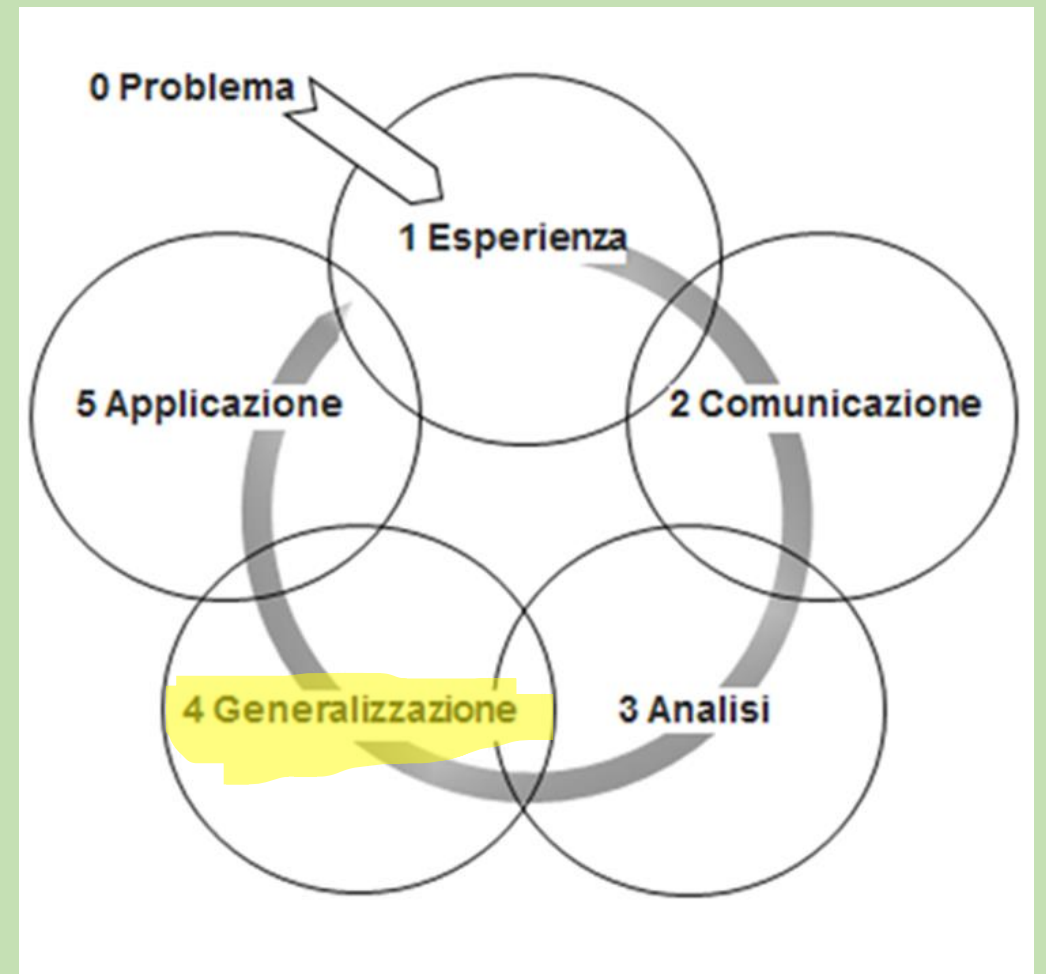 0 Problema
1 Esperienza
2 Comunicazione
3 Analisi
4 Generalizzazione
5 Applicazione